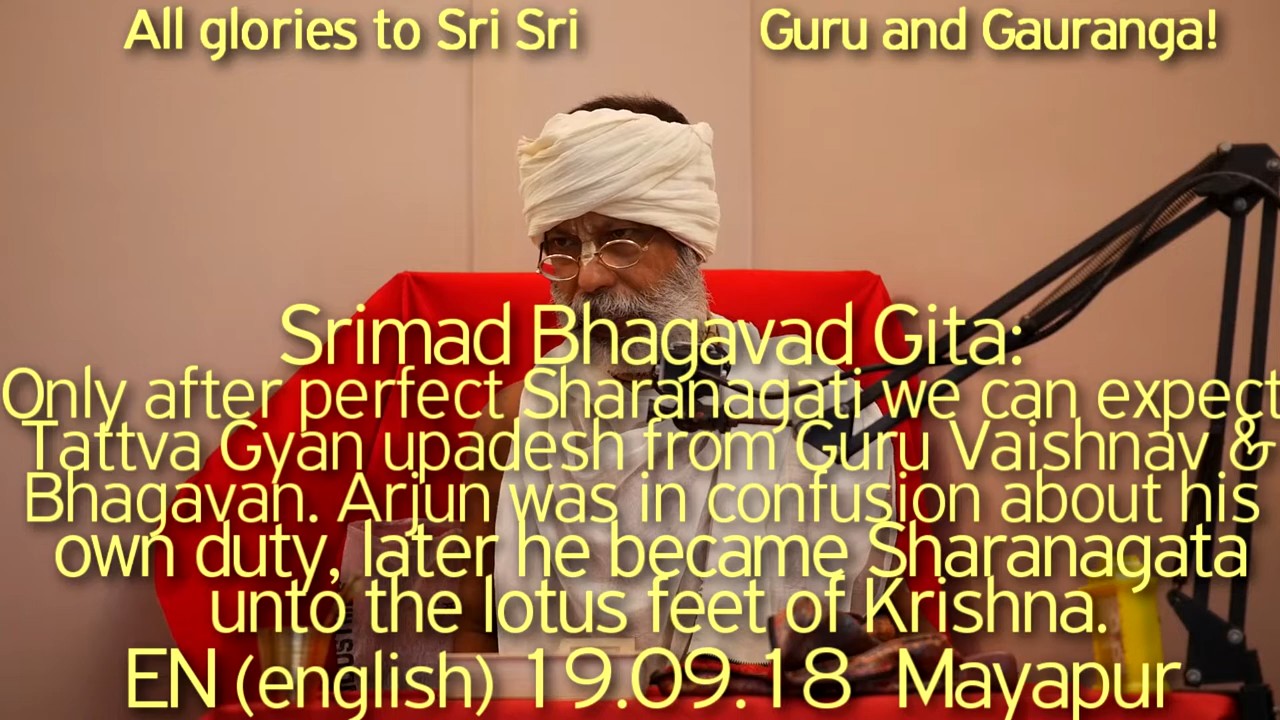 All glories to Sri Sri Guru and Gauranga!
Srimad Bhagavad Gita:
Only after perfect Sharanagati we can expect
Tattva Gyan upadesh from Guru Vaishnav &
Bhagavan. Arjun was in confusion about his
own duty, later he became Sharanagata
unto the lotus feet of Krishna.
EN (english) 19.09.18 Mayapur